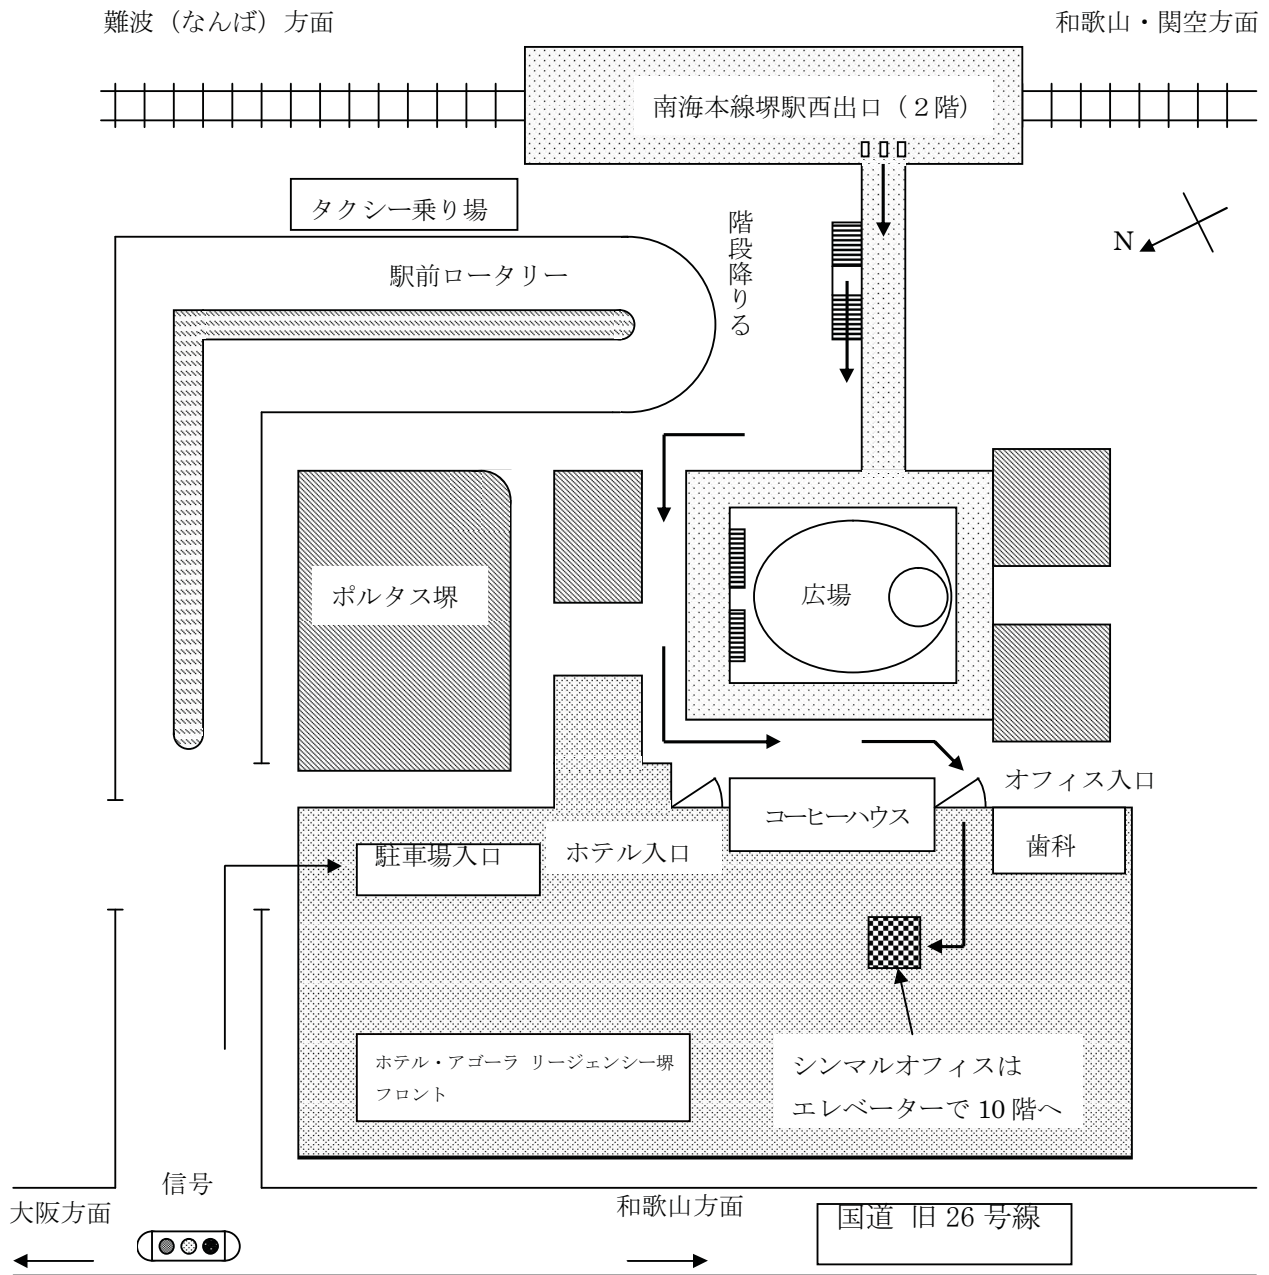 難波（なんば）方面
和歌山・関空方面
南海本線堺駅西出口（２階）
タクシー乗り場
階段降りる
N
駅前ロータリー
ポルタス堺
広場
オフィス入口
コーヒーハウス
歯科
駐車場入口
ホテル入口
ホテル・アゴーラ リージェンシー堺
フロント
シンマルオフィスは
エレベーターで 10 階へ
信号
大阪方面
和歌山方面
国道 旧 26 号線